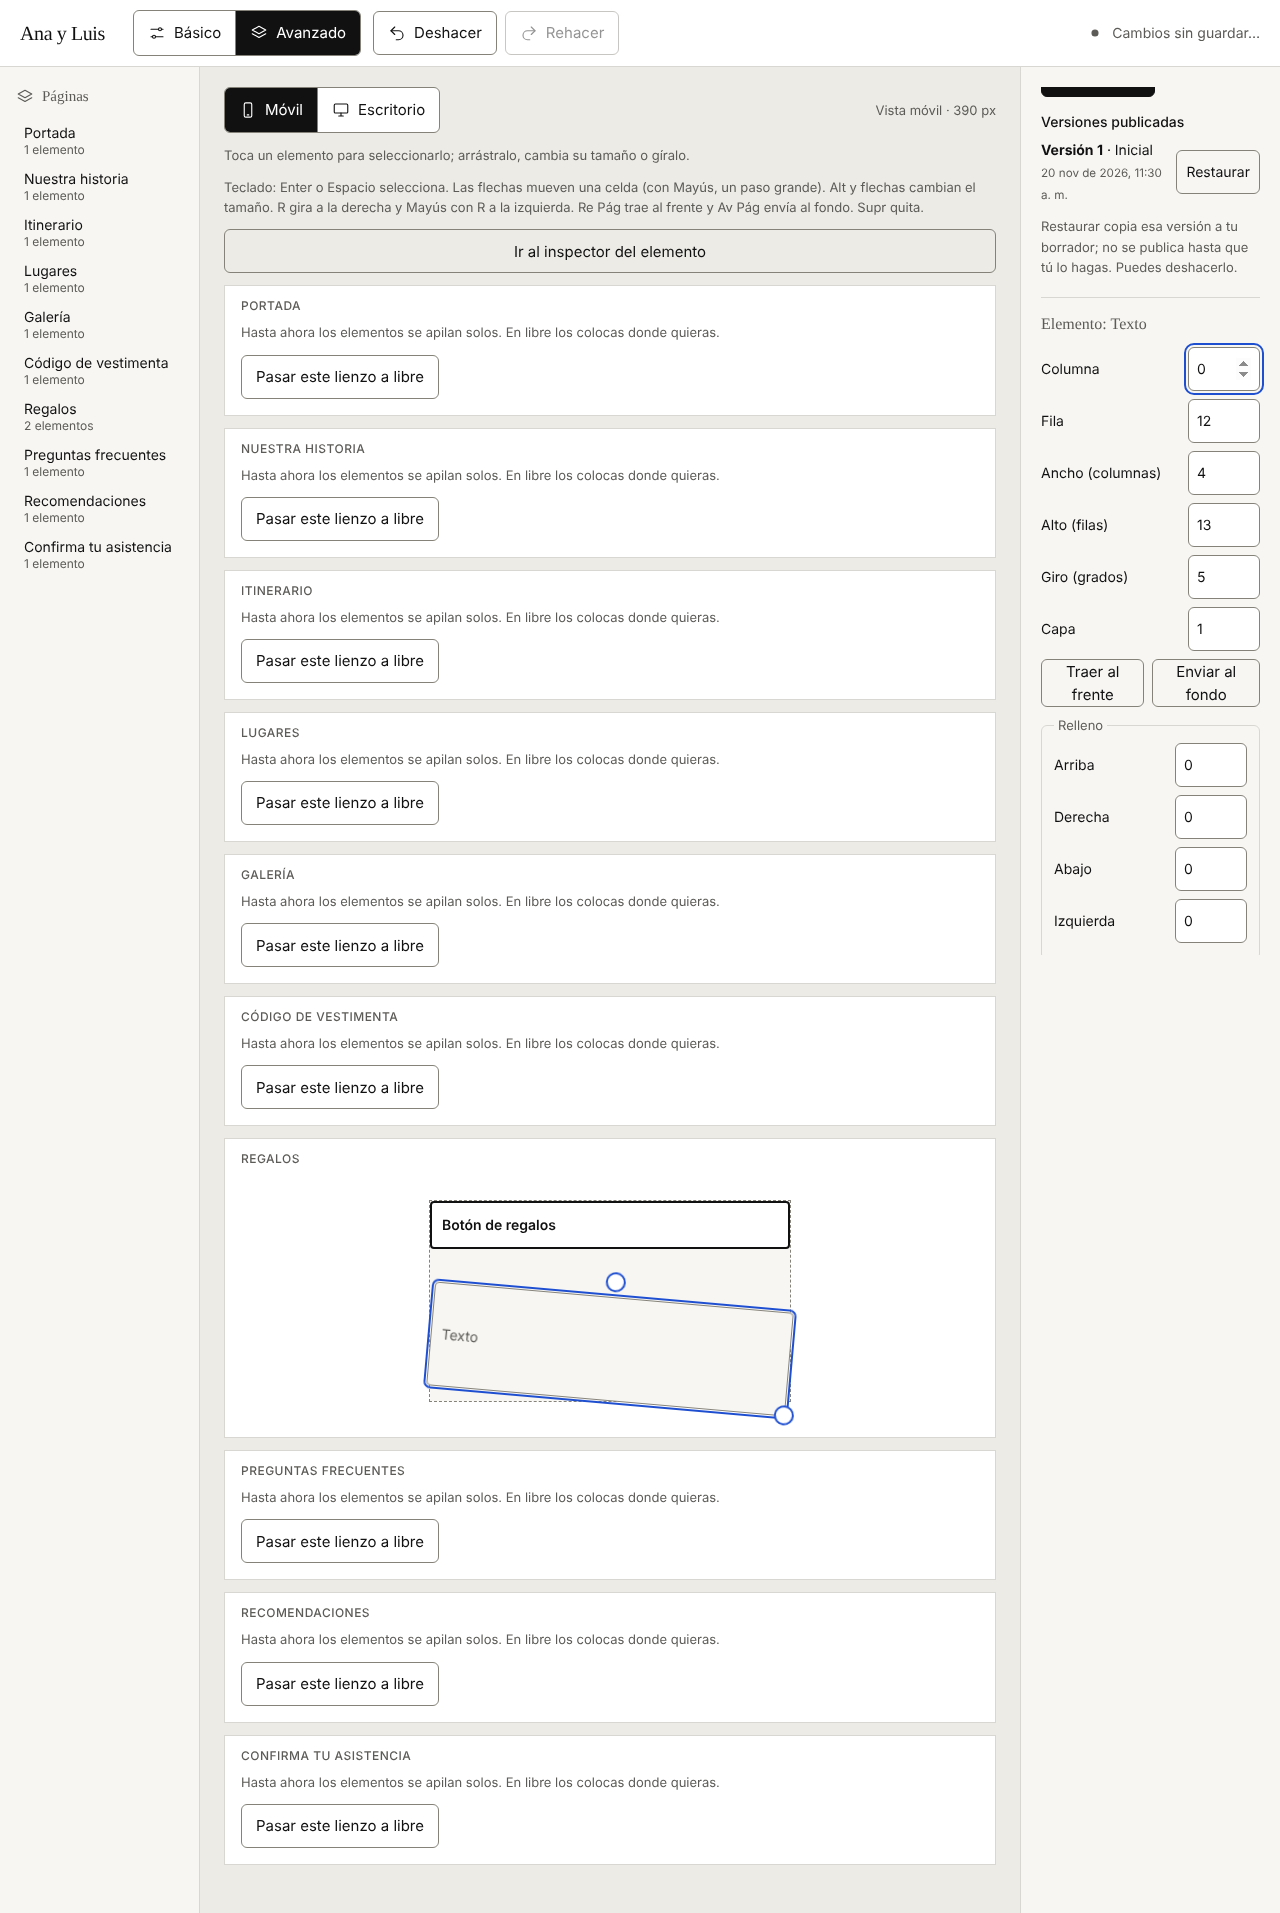 Ana y Luis
Básico
Avanzado
Deshacer
Rehacer
Cambios sin guardar...
Páginas
Portada
1 elemento
Nuestra historia
1 elemento
Itinerario
1 elemento
Lugares
1 elemento
Galería
1 elemento
Código de vestimenta
1 elemento
Regalos
2 elementos
Preguntas frecuentes
1 elemento
Recomendaciones
1 elemento
Confirma tu asistencia
1 elemento
Móvil
Escritorio
Vista móvil · 390 px
Toca un elemento para seleccionarlo; arrástralo, cambia su tamaño o gíralo.
Teclado: Enter o Espacio selecciona. Las flechas mueven una celda (con Mayús, un paso grande). Alt y flechas cambian el
tamaño. R gira a la derecha y Mayús con R a la izquierda. Re Pág trae al frente y Av Pág envía al fondo. Supr quita.
Ir al inspector del elemento
PORTADA
Hasta ahora los elementos se apilan solos. En libre los colocas donde quieras.
Pasar este lienzo a libre
NUESTRA HISTORIA
Hasta ahora los elementos se apilan solos. En libre los colocas donde quieras.
Pasar este lienzo a libre
ITINERARIO
Hasta ahora los elementos se apilan solos. En libre los colocas donde quieras.
Pasar este lienzo a libre
LUGARES
Hasta ahora los elementos se apilan solos. En libre los colocas donde quieras.
Pasar este lienzo a libre
GALERÍA
Hasta ahora los elementos se apilan solos. En libre los colocas donde quieras.
Pasar este lienzo a libre
CÓDIGO DE VESTIMENTA
Hasta ahora los elementos se apilan solos. En libre los colocas donde quieras.
Pasar este lienzo a libre
REGALOS
Botón de regalos
Texto
PREGUNTAS FRECUENTES
Hasta ahora los elementos se apilan solos. En libre los colocas donde quieras.
Pasar este lienzo a libre
RECOMENDACIONES
Hasta ahora los elementos se apilan solos. En libre los colocas donde quieras.
Pasar este lienzo a libre
CONFIRMA TU ASISTENCIA
Hasta ahora los elementos se apilan solos. En libre los colocas donde quieras.
Pasar este lienzo a libre
Versiones publicadas
Versión 1 · Inicial
20 nov de 2026, 11:30
a. m.
Restaurar
Restaurar copia esa versión a tu
borrador; no se publica hasta que
tú lo hagas. Puedes deshacerlo.
Elemento: Texto
Columna 0
Fila 12
Ancho (columnas) 4
Alto (filas) 13
Giro (grados) 5
Capa 1
Traer al
frente
Enviar al
fondo
Relleno
Arriba 0
Derecha 0
Abajo 0
Izquierda 0